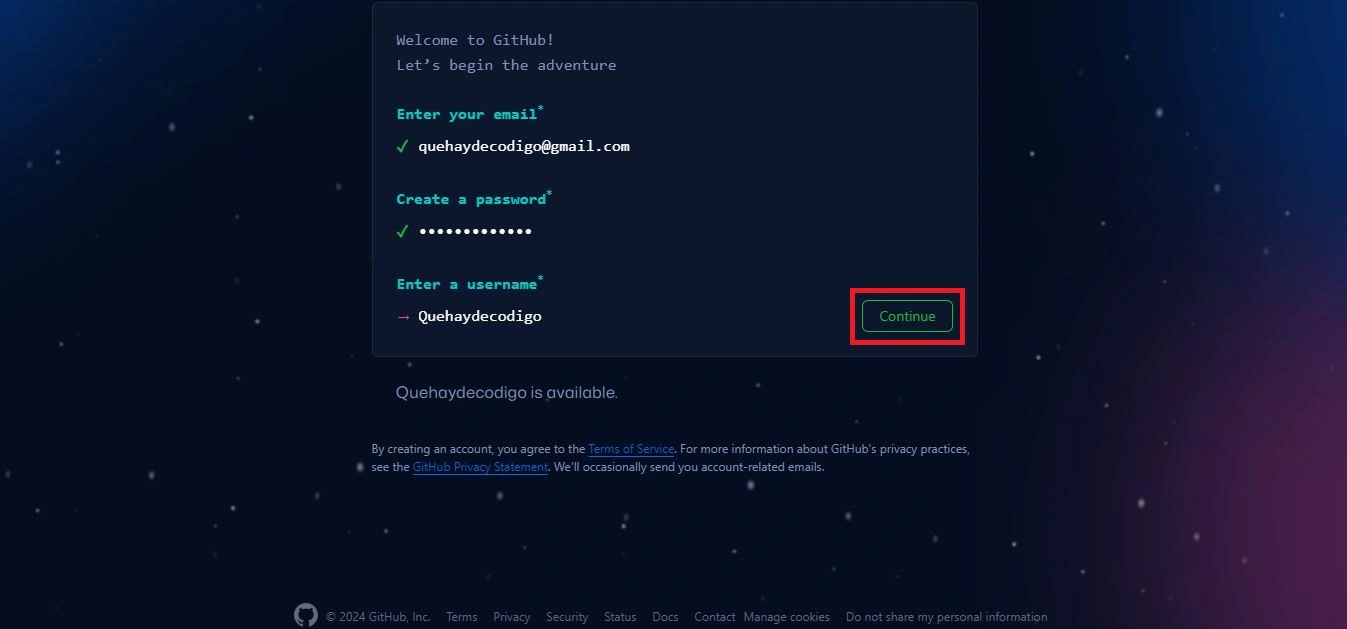 Welcome to GitHub!
Let’s begin the adventure
Enter your email*
✓ quehaydecodigo@gmail.com
Create a password*
✓ •••••••••••••
Enter a username*
→ Quehaydecodigo
Continue
Quehaydecodigo is available.
By creating an account, you agree to the Terms of Service. For more information about GitHub's privacy practices,
see the GitHub Privacy Statement. We'll occasionally send you account-related emails.
© 2024 GitHub, Inc. Terms Privacy Security Status Docs Contact Manage cookies Do not share my personal information